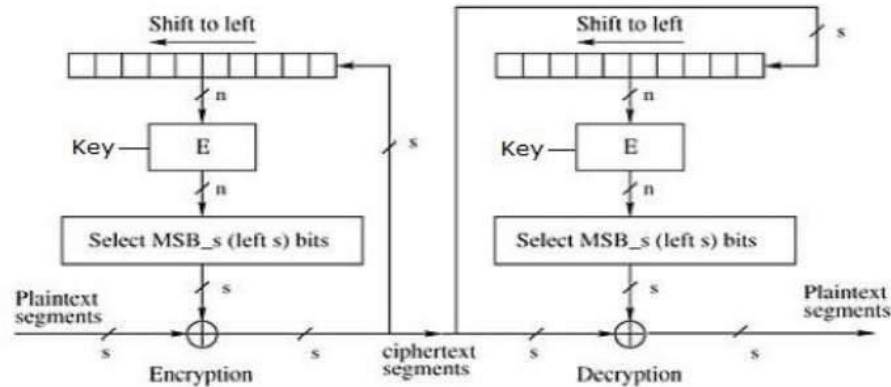 Shift to left
n
Key
E
n
s
Select MSB_s (left s) bits
s
Plaintext
segments
s
s
Encryption
ciphertext
segments
Shift to left
s
n
Key
E
n
Select MSB_s (left s) bits
s
Plaintext
segments
s
s
Decryption